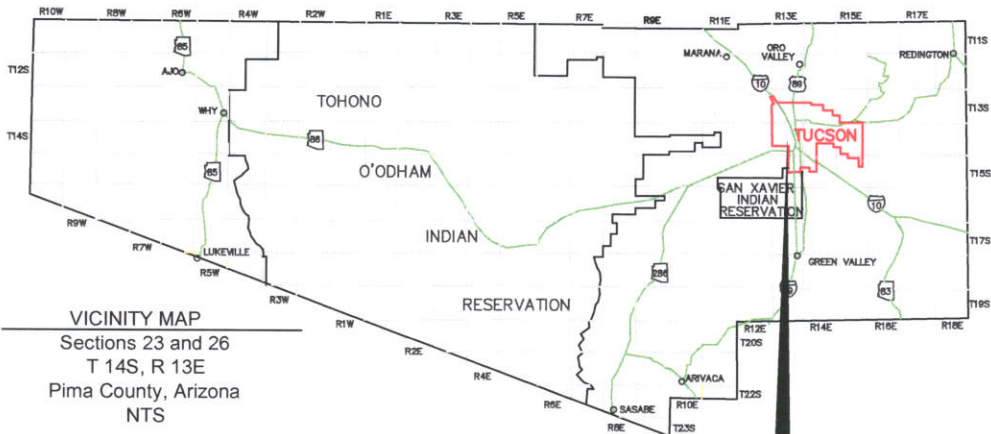 R10W R8W R6W R4W R2W R1E R3E R5E R7E R9E R11E R13E R15E R17E
85
ORO
VALLEY
MARANA
REDINGTON
T11S
T12S
AJO
10
89
WHY
TOHONO
T13S
T14S
86
TUCSON
O'ODHAM
85
T15S
SAN XAVIER
INDIAN
RESERVATION
10
R9W
INDIAN
R7W
T17S
LUKEVILLE
R5W
GREEN VALLEY
286
R3W
RESERVATION
83
T19S
VICINITY MAP
R1W
R12E R14E R16E R18E
Sections 23 and 26
T20S
T 14S, R 13E
R2E
Pima County, Arizona
R4E
ARIVACA
NTS
R6E
R10E
T22S
SASABE
R8E
T23S